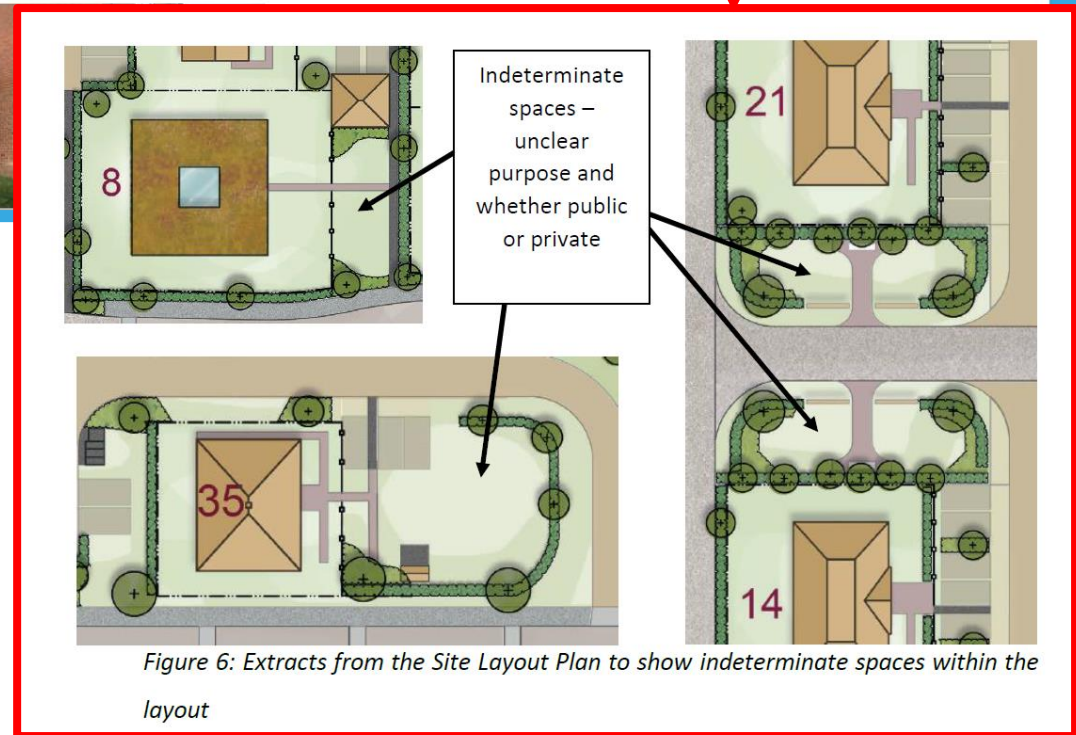 Indeterminate
spaces –
unclear
purpose and
whether public
or private
8
21
35
14
Figure 6: Extracts from the Site Layout Plan to show indeterminate spaces within the
layout